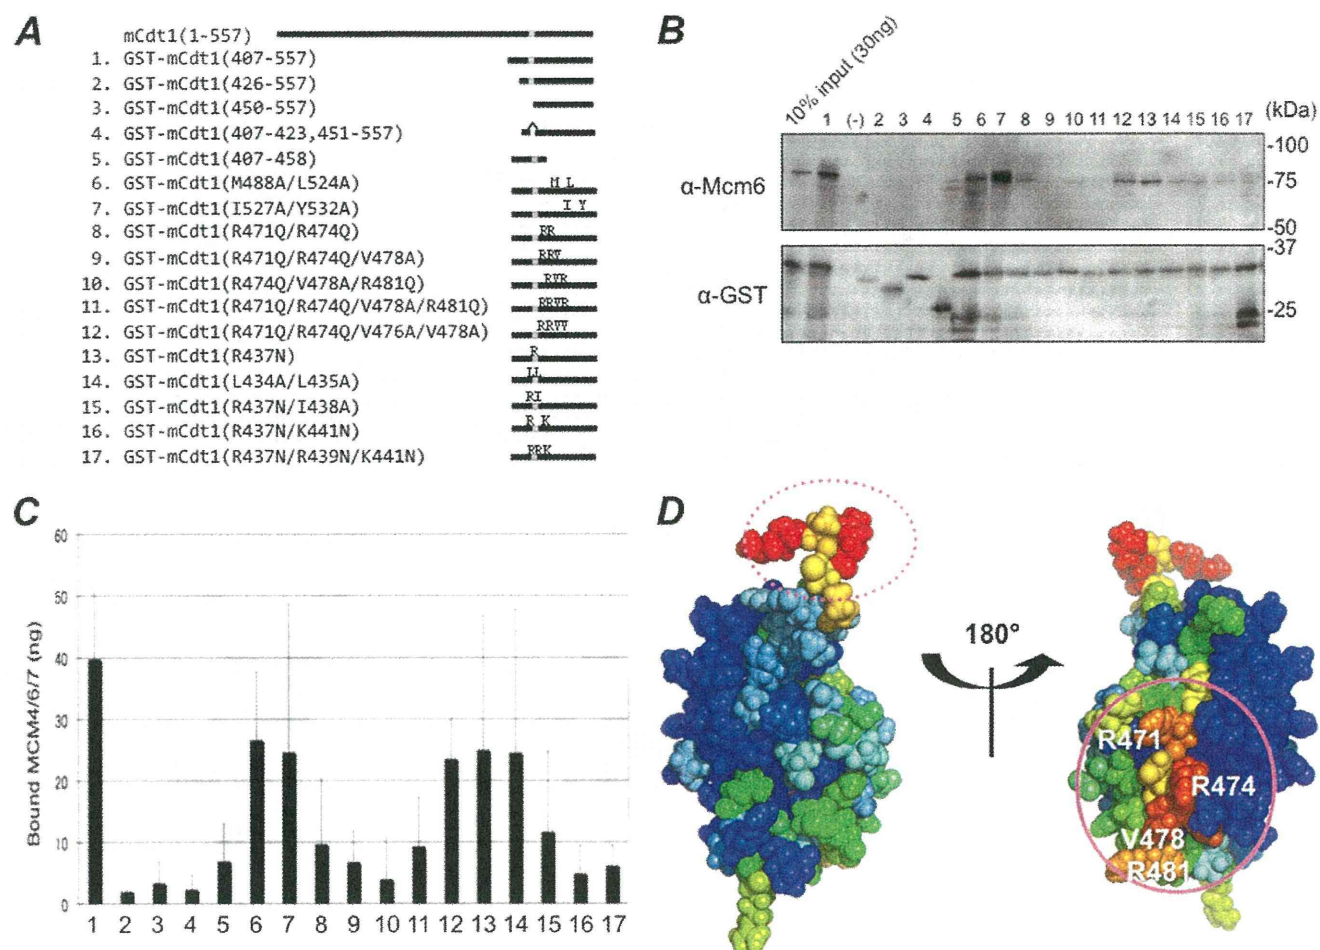 A
mCdt1(1-557)
1. GST-mCdt1(407-557)
2. GST-mCdt1(426-557)
3. GST-mCdt1(450-557)
4. GST-mCdt1(407-423,451-557)
5. GST-mCdt1(407-458)
6. GST-mCdt1(M488A/L524A)
M L
7. GST-mCdt1(I527A/Y532A)
I Y
8. GST-mCdt1(R471Q/R474Q)
RR
9. GST-mCdt1(R471Q/R474Q/V478A)
RRV
10. GST-mCdt1(R474Q/V478A/R481Q)
RVR
11. GST-mCdt1(R471Q/R474Q/V478A/R481Q)
RRVR
12. GST-mCdt1(R471Q/R474Q/V476A/V478A)
RRVV
13. GST-mCdt1(R437N)
R
14. GST-mCdt1(L434A/L435A)
LL
15. GST-mCdt1(R437N/I438A)
RI
16. GST-mCdt1(R437N/K441N)
R K
17. GST-mCdt1(R437N/R439N/K441N)
RRK
B
10% input (30ng)
1 (-) 2 3 4 5 6 7 8 9 10 11 12 13 14 15 16 17
(kDa)
-100
α-Mcm6
-75
-50
-37
α-GST
-25
C
Bound MCM4/6/7 (ng)
60
50
40
30
20
10
0
1 2 3 4 5 6 7 8 9 10 11 12 13 14 15 16 17
D
180°
R471
R474
V478
R481